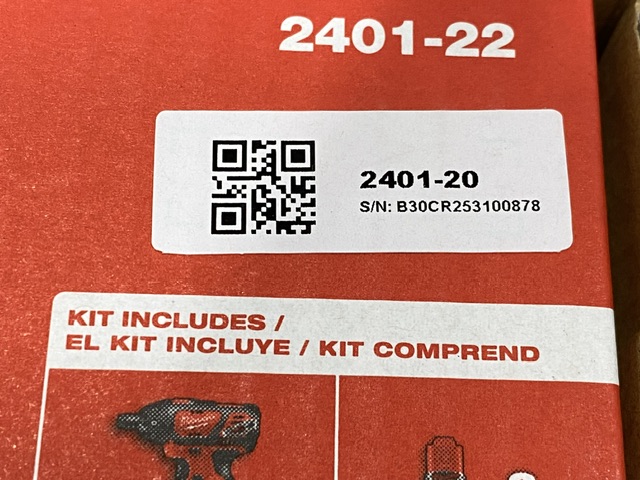 2401-22
2401-20
S/N: B30CR253100878
KIT INCLUDES /
EL KIT INCLUYE / KIT COMPREND